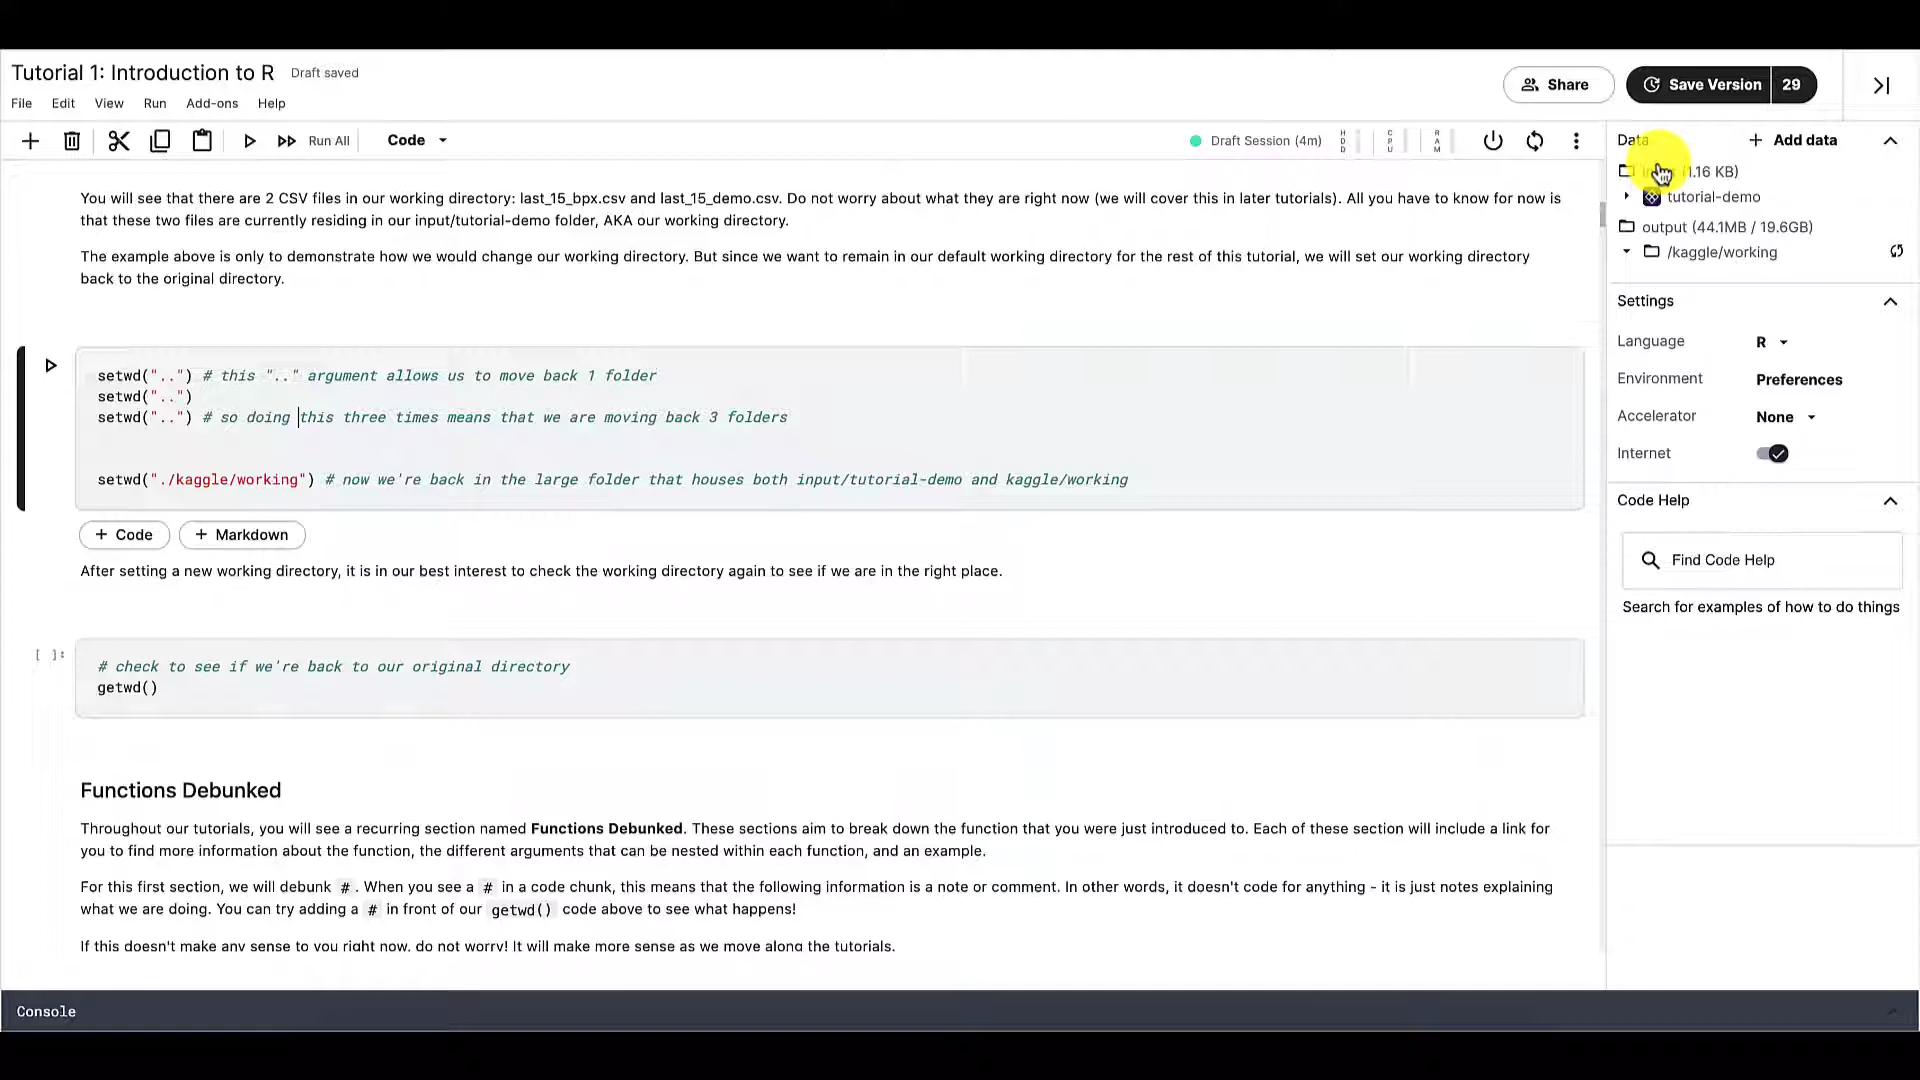 Tutorial 1: Introduction to R Draft saved
Share
Save Version 29
File Edit View Run Add-ons Help
Run All
Code
Draft Session (4m)
HDD
CPU
RAM
Data
Add data
(1.16 KB)
tutorial-demo
output (44.1MB / 19.6GB)
/kaggle/working
Settings
Language R
Environment Preferences
Accelerator None
Internet
Code Help
Find Code Help
Search for examples of how to do things
You will see that there are 2 CSV files in our working directory: last_15_bpx.csv and last_15_demo.csv. Do not worry about what they are right now (we will cover this in later tutorials). All you have to know for now is
that these two files are currently residing in our input/tutorial-demo folder, AKA our working directory.
The example above is only to demonstrate how we would change our working directory. But since we want to remain in our default working directory for the rest of this tutorial, we will set our working directory
back to the original directory.
setwd("..") # this ".." argument allows us to move back 1 folder
setwd("..")
setwd("..") # so doing this three times means that we are moving back 3 folders
setwd("./kaggle/working") # now we're back in the large folder that houses both input/tutorial-demo and kaggle/working
+ Code + Markdown
After setting a new working directory, it is in our best interest to check the working directory again to see if we are in the right place.
[ ]:
# check to see if we're back to our original directory
getwd()
Functions Debunked
Throughout our tutorials, you will see a recurring section named Functions Debunked. These sections aim to break down the function that you were just introduced to. Each of these section will include a link for
you to find more information about the function, the different arguments that can be nested within each function, and an example.
For this first section, we will debunk # . When you see a # in a code chunk, this means that the following information is a note or comment. In other words, it doesn't code for anything - it is just notes explaining
what we are doing. You can try adding a # in front of our getwd() code above to see what happens!
If this doesn't make any sense to you right now, do not worry! It will make more sense as we move along the tutorials.
Console